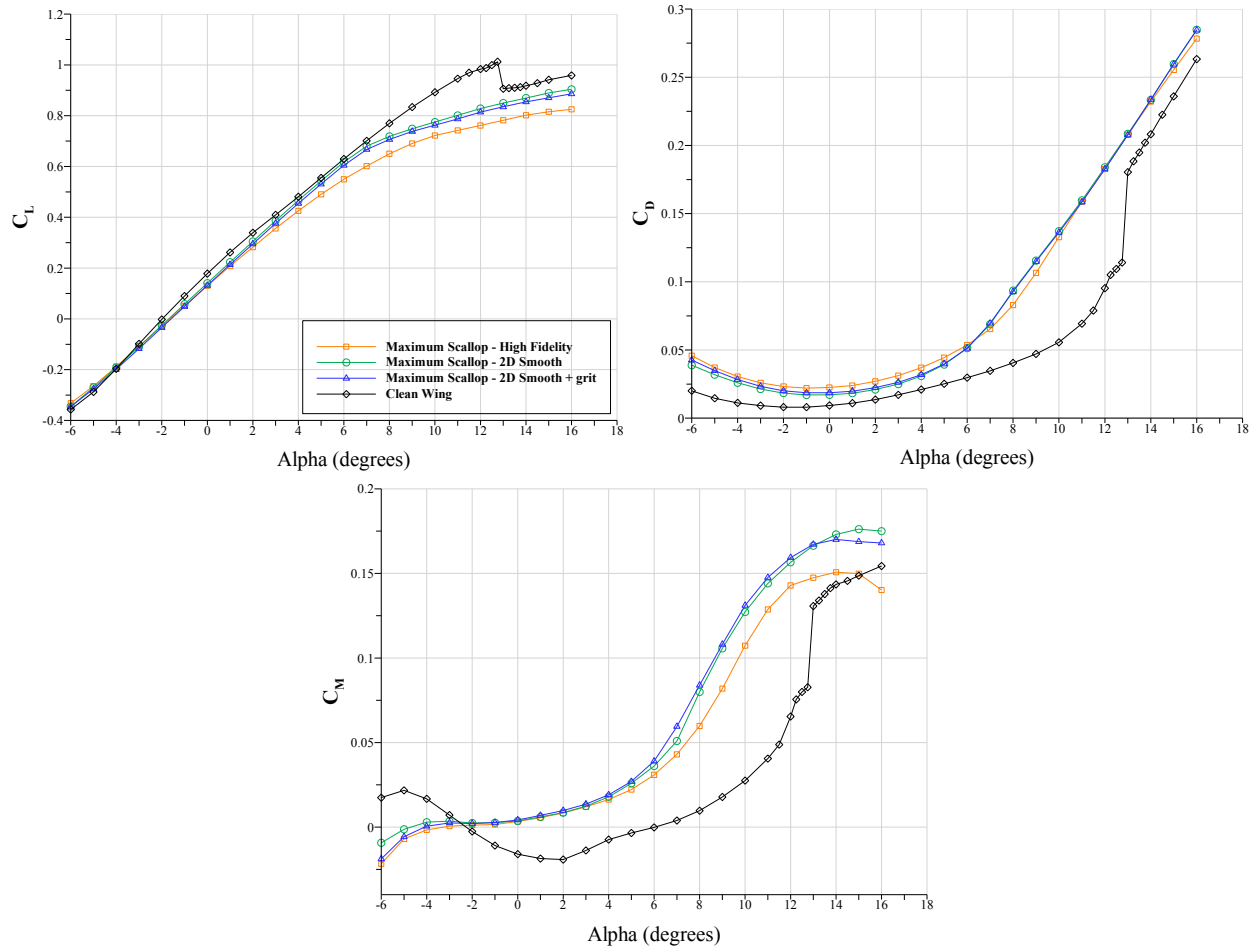 1.2
1
0.8
0.6
0.4
0.2
0
-0.2
-0.4
C_L
-6 -4 -2 0 2 4 6 8 10 12 14 16 18
Alpha (degrees)
Maximum Scallop - High Fidelity
Maximum Scallop - 2D Smooth
Maximum Scallop - 2D Smooth + grit
Clean Wing
0.3
0.25
0.2
0.15
0.1
0.05
0
C_D
-6 -4 -2 0 2 4 6 8 10 12 14 16 18
Alpha (degrees)
0.2
0.15
0.1
0.05
0
C_M
-6 -4 -2 0 2 4 6 8 10 12 14 16 18
Alpha (degrees)